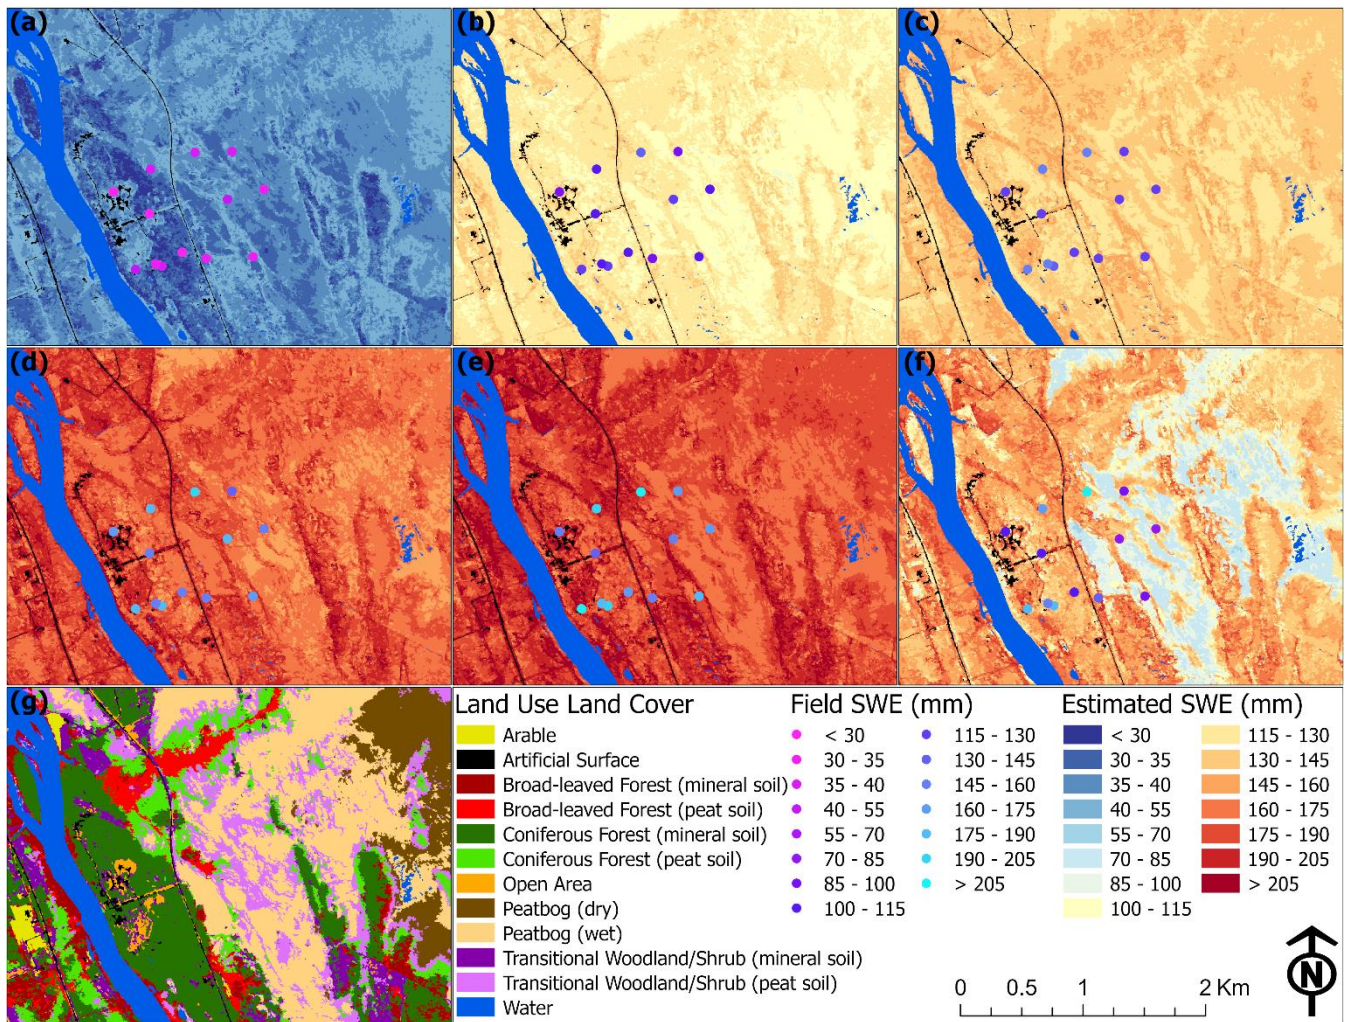 (a)
(b)
(c)
(d)
(e)
(f)
(g)
Land Use Land Cover
Arable
Artificial Surface
Broad-leaved Forest (mineral soil)
Broad-leaved Forest (peat soil)
Coniferous Forest (mineral soil)
Coniferous Forest (peat soil)
Open Area
Peatbog (dry)
Peatbog (wet)
Transitional Woodland/Shrub (mineral soil)
Transitional Woodland/Shrub (peat soil)
Water
Field SWE (mm)
< 30
30 - 35
35 - 40
40 - 55
55 - 70
70 - 85
85 - 100
100 - 115
115 - 130
130 - 145
145 - 160
160 - 175
175 - 190
190 - 205
> 205
Estimated SWE (mm)
< 30
30 - 35
35 - 40
40 - 55
55 - 70
70 - 85
85 - 100
100 - 115
115 - 130
130 - 145
145 - 160
160 - 175
175 - 190
190 - 205
> 205
0 0.5 1 2 Km
N